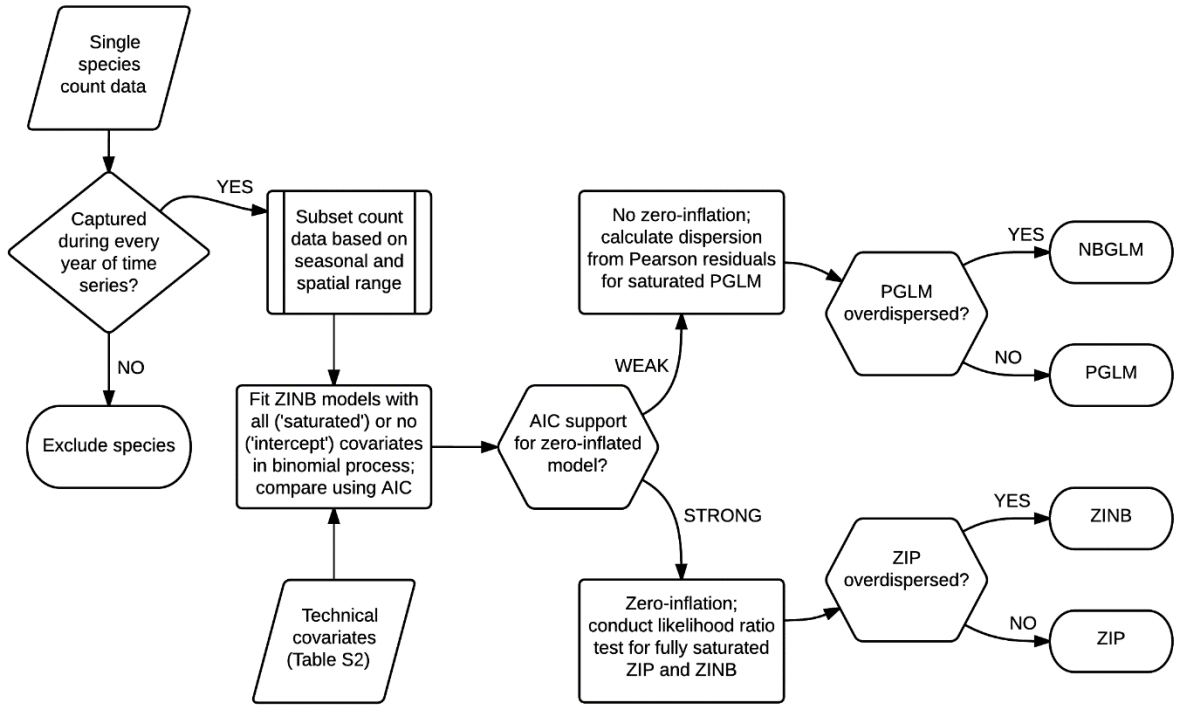 Single
species
count data
Captured
during every
year of time
series?
YES
NO
Exclude species
Subset count
data based on
seasonal and
spatial range
Fit ZINB models with
all ('saturated') or no
('intercept') covariates
in binomial process;
compare using AIC
Technical
covariates
(Table S2)
AIC support
for zero-inflated
model?
WEAK
STRONG
No zero-inflation;
calculate dispersion
from Pearson residuals
for saturated PGLM
PGLM
overdispersed?
YES
NBGLM
NO
PGLM
Zero-inflation;
conduct likelihood ratio
test for fully saturated
ZIP and ZINB
ZIP
overdispersed?
YES
ZINB
NO
ZIP